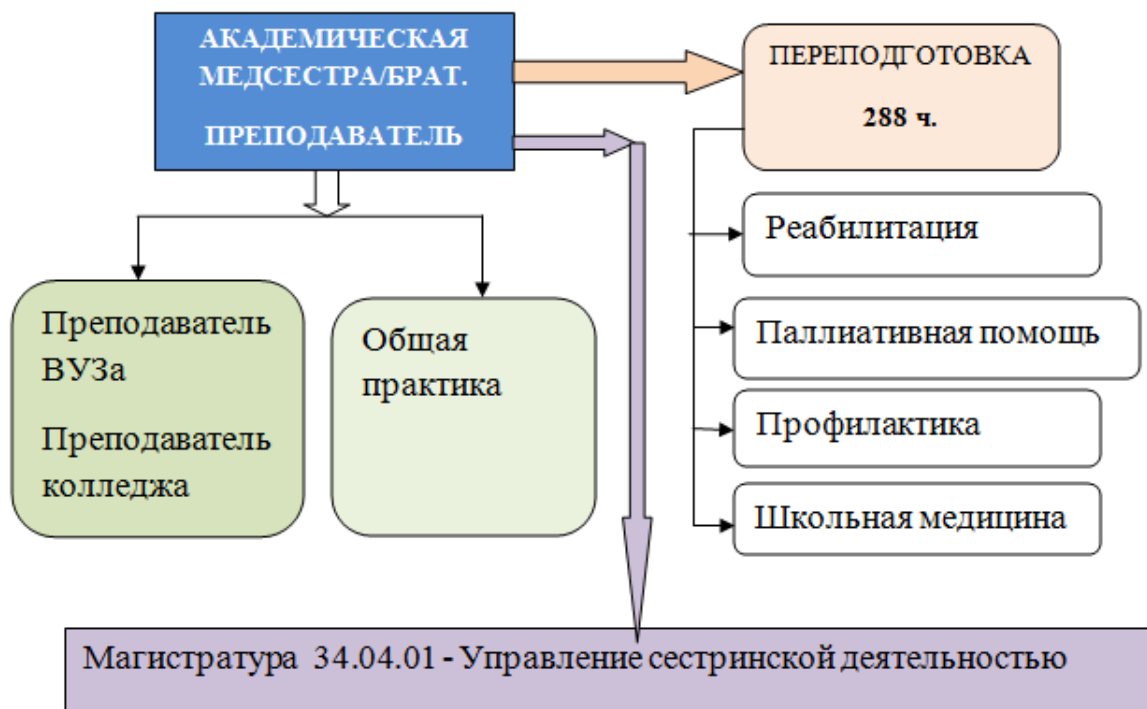 АКАДЕМИЧЕСКАЯ
МЕДСЕСТРА/БРАТ.
ПРЕПОДАВАТЕЛЬ
ПЕРЕПОДГОТОВКА
288 ч.
Реабилитация
Паллиативная помощь
Профилактика
Школьная медицина
Преподаватель
ВУЗа
Преподаватель
колледжа
Общая
практика
Магистратура 34.04.01 - Управление сестринской деятельностью